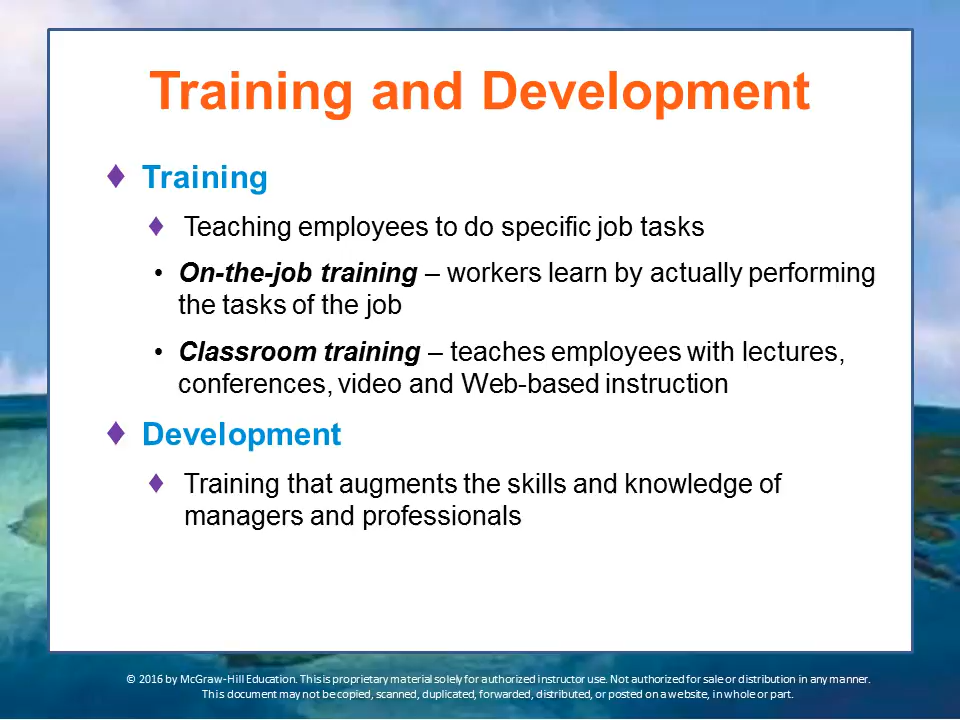 Training and Development
♦ Training
♦ Teaching employees to do specific job tasks
• On-the-job training – workers learn by actually performing
the tasks of the job
• Classroom training – teaches employees with lectures,
conferences, video and Web-based instruction
♦ Development
♦ Training that augments the skills and knowledge of
managers and professionals
© 2016 by McGraw-Hill Education. This is proprietary material solely for authorized instructor use. Not authorized for sale or distribution in any manner.
This document may not be copied, scanned, duplicated, forwarded, distributed, or posted on a website, in whole or part.